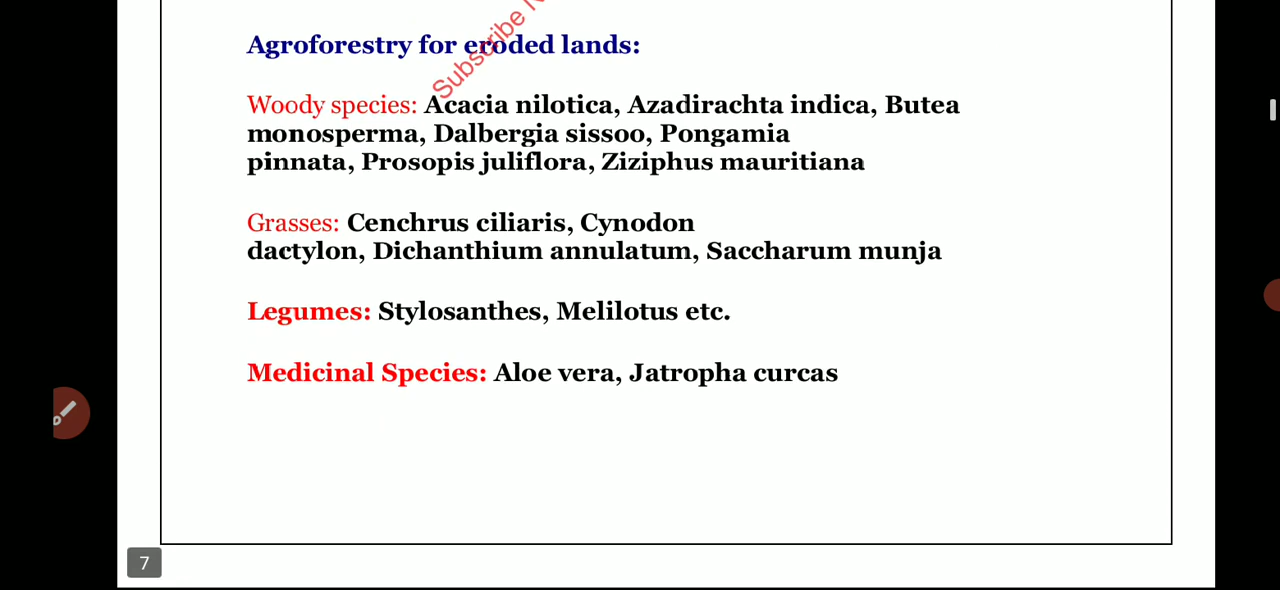 Subscribe
Agroforestry for eroded lands:
Woody species: Acacia nilotica, Azadirachta indica, Butea
monosperma, Dalbergia sissoo, Pongamia
pinnata, Prosopis juliflora, Ziziphus mauritiana
Grasses: Cenchrus ciliaris, Cynodon
dactylon, Dichanthium annulatum, Saccharum munja
Legumes: Stylosanthes, Melilotus etc.
Medicinal Species: Aloe vera, Jatropha curcas
7